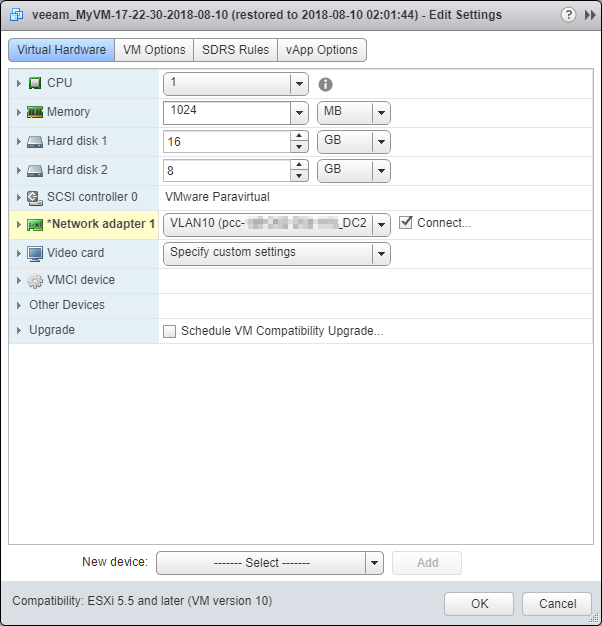 veeam_MyVM-17-22-30-2018-08-10 (restored to 2018-08-10 02:01:44) - Edit Settings
Virtual Hardware VM Options SDRS Rules vApp Options
CPU 1
Memory 1024 MB
Hard disk 1 16 GB
Hard disk 2 8 GB
SCSI controller 0 VMware Paravirtual
*Network adapter 1 VLAN10 (pcc- _DC2 Connect...
Video card Specify custom settings
VMCI device
Other Devices
Upgrade Schedule VM Compatibility Upgrade...
New device: ------- Select ------- Add
Compatibility: ESXi 5.5 and later (VM version 10) OK Cancel